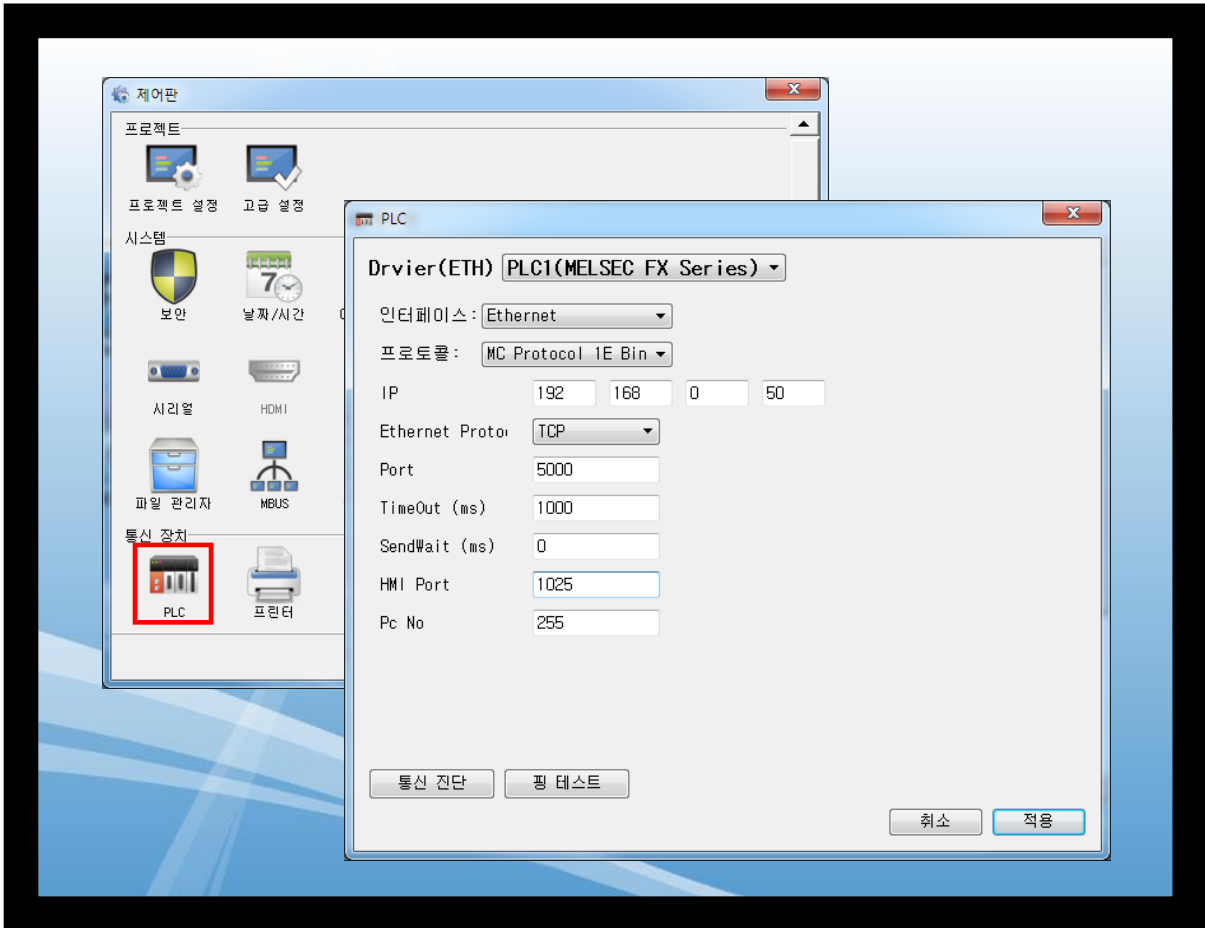 제어판
프로젝트
프로젝트 설정 고급 설정
시스템
7
보안 날짜/시간
시리얼 HDMI
파일 관리자 MBUS
통신 장치
PLC 프린터
PLC
Drvier(ETH) PLC1(MELSEC FX Series)
인터페이스: Ethernet
프로토콜: MC Protocol 1E Bin
IP 192 168 0 50
Ethernet Proto TCP
Port 5000
TimeOut (ms) 1000
SendWait (ms) 0
HMI Port 1025
Pc No 255
통신 진단 핑 테스트
취소 적용